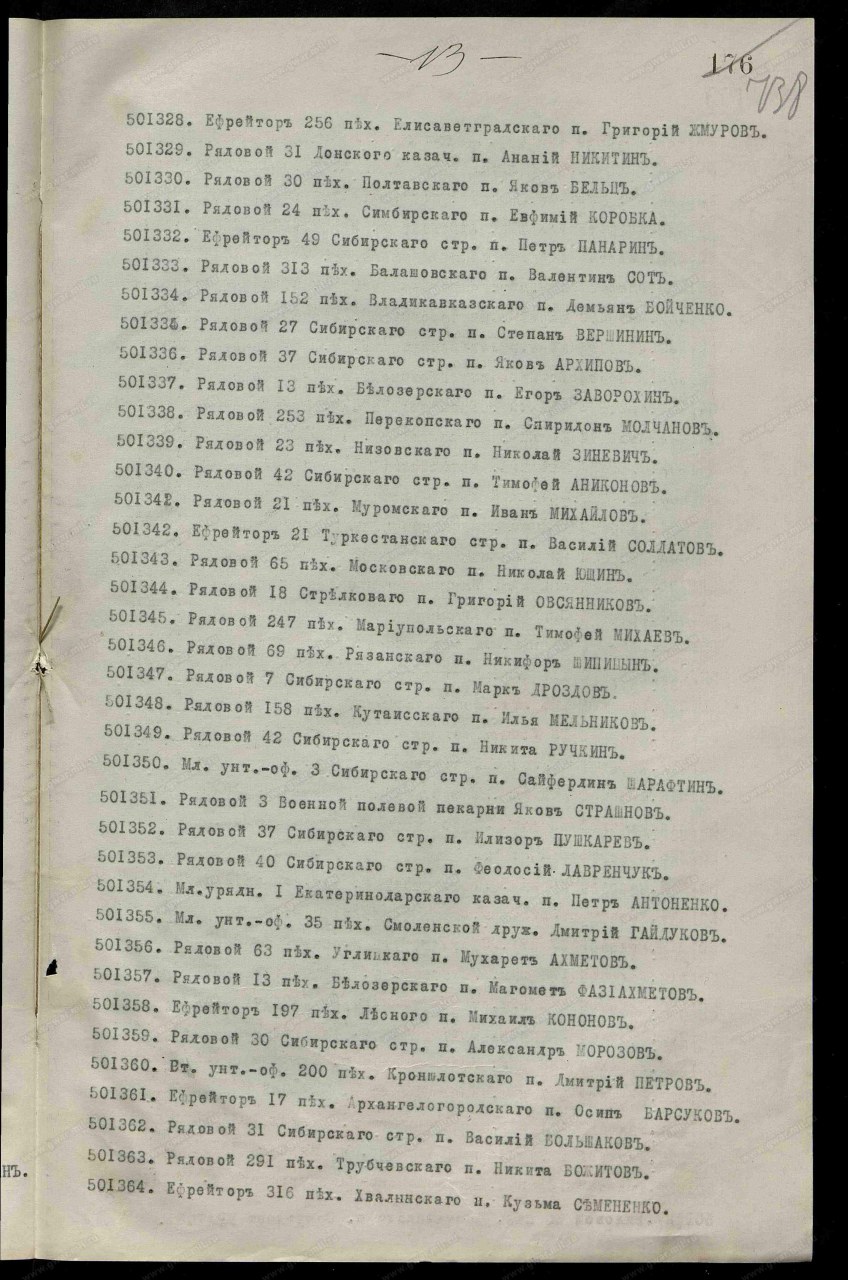 — 13 —
176
738
501328. Ефрейторъ 256 пѣх. Елисаветградскаго п. Григорій ЖМУРОВЪ.
501329. Рядовой 31 Донского казач. п. Ананій НИКИТИНЪ.
501330. Рядовой 30 пѣх. Полтавскаго п. Яковъ БЕЛЬЦЪ.
501331. Рядовой 24 пѣх. Симбирскаго п. Евфимій КОРОБКА.
501332. Ефрейторъ 49 Сибирскаго стр. п. Петръ ПАНАРИНЪ.
501333. Рядовой 313 пѣх. Балашовскаго п. Валентинъ СОТЪ.
501334. Рядовой 152 пѣх. Владикавказскаго п. Демьянъ БОЙЧЕНКО.
501335. Рядовой 27 Сибирскаго стр. п. Степанъ ВЕРШИНИНЪ.
501336. Рядовой 37 Сибирскаго стр. п. Яковъ АРХИПОВЪ.
501337. Рядовой 13 пѣх. Бѣлозерскаго п. Егоръ ЗАВОРОХИНЪ.
501338. Рядовой 253 пѣх. Перекопскаго п. Спиридонъ МОЛЧАНОВЪ.
501339. Рядовой 23 пѣх. Низовскаго п. Николай ЗИНЕВИЧЪ.
501340. Рядовой 42 Сибирскаго стр. п. Тимофей АНИКОНОВЪ.
501342. Рядовой 21 пѣх. Муромскаго п. Иванъ МИХАЙЛОВЪ.
501342. Ефрейторъ 21 Туркестанскаго стр. п. Василій СОЛДАТОВЪ.
501343. Рядовой 65 пѣх. Московскаго п. Николай ЮШИНЪ.
501344. Рядовой 18 Стрѣлковаго п. Григорій ОВСЯННИКОВЪ.
501345. Рядовой 247 пѣх. Маріупольскаго п. Тимофей МИХАЕВЪ.
501346. Рядовой 69 пѣх. Рязанскаго п. Никифоръ ШИПИЦЫНЪ.
501347. Рядовой 7 Сибирскаго стр. п. Маркъ ДРОЗДОВЪ.
501348. Рядовой 158 пѣх. Кутаисскаго п. Илья МЕЛЬНИКОВЪ.
501349. Рядовой 42 Сибирскаго стр. п. Никита РУЧКИНЪ.
501350. Мл. унт.-оф. 3 Сибирскаго стр. п. Сайфердинъ ШАРАФТИНЪ.
501351. Рядовой 3 Военной полевой пекарни Яковъ СТРАШНОВЪ.
501352. Рядовой 37 Сибирскаго стр. п. Илизоръ ПУШКАРЕВЪ.
501353. Рядовой 40 Сибирскаго стр. п. Феодосій ЛАВРЕНЧУКЪ.
501354. Мл.урядн. 1 Екатеринодарскаго казач. п. Петръ АНТОНЕНКО.
501355. Мл. унт.-оф. 35 пѣх. Смоленской друж. Дмитрій ГАЙДУКОВЪ.
501356. Рядовой 63 пѣх. Углицкаго п. Мухаретъ АХМЕТОВЪ.
501357. Рядовой 13 пѣх. Бѣлозерскаго п. Магометъ ФАЗІАХМЕТОВЪ.
501358. Ефрейторъ 197 пѣх. Лѣсного п. Михаилъ КОНОНОВЪ.
501359. Рядовой 30 Сибирскаго стр. п. Александръ МОРОЗОВЪ.
501360. Вт. унт.-оф. 200 пѣх. Кроншлотскаго п. Дмитрій ПЕТРОВЪ.
501361. Ефрейторъ 17 пѣх. Архангелогородскаго п. Осипъ БАРСУКОВЪ.
501362. Рядовой 31 Сибирскаго стр. п. Василій БОЛЬШАКОВЪ.
501363. Рядовой 291 пѣх. Трубчевскаго п. Никита БОЖИТОВЪ.
501364. Ефрейторъ 316 пѣх. Хвалынскаго п. Кузьма СѢМЕНЕНКО.
НЪ.